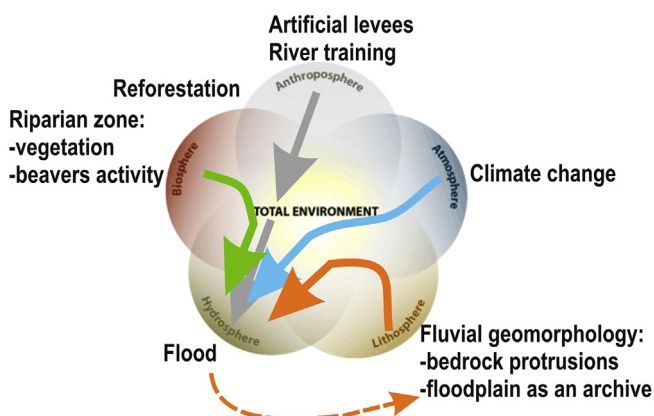 Artificial levees
River training
Anthroposphere
Reforestation
Riparian zone:
-vegetation
-beavers activity
Biosphere
Atmosphere
Climate change
TOTAL ENVIRONMENT
Hydrosphere
Lithosphere
Flood
Fluvial geomorphology:
-bedrock protrusions
-floodplain as an archive